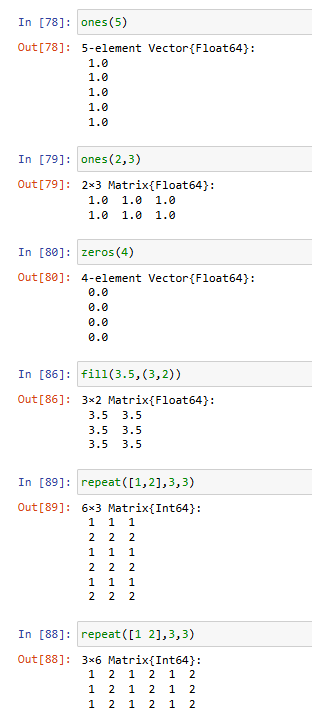 In [78]: ones(5)
Out[78]: 5-element Vector{Float64}:
1.0
1.0
1.0
1.0
1.0
In [79]: ones(2,3)
Out[79]: 2×3 Matrix{Float64}:
1.0 1.0 1.0
1.0 1.0 1.0
In [80]: zeros(4)
Out[80]: 4-element Vector{Float64}:
0.0
0.0
0.0
0.0
In [86]: fill(3.5,(3,2))
Out[86]: 3×2 Matrix{Float64}:
3.5 3.5
3.5 3.5
3.5 3.5
In [89]: repeat([1,2],3,3)
Out[89]: 6×3 Matrix{Int64}:
1 1 1
2 2 2
1 1 1
2 2 2
1 1 1
2 2 2
In [88]: repeat([1 2],3,3)
Out[88]: 3×6 Matrix{Int64}:
1 2 1 2 1 2
1 2 1 2 1 2
1 2 1 2 1 2